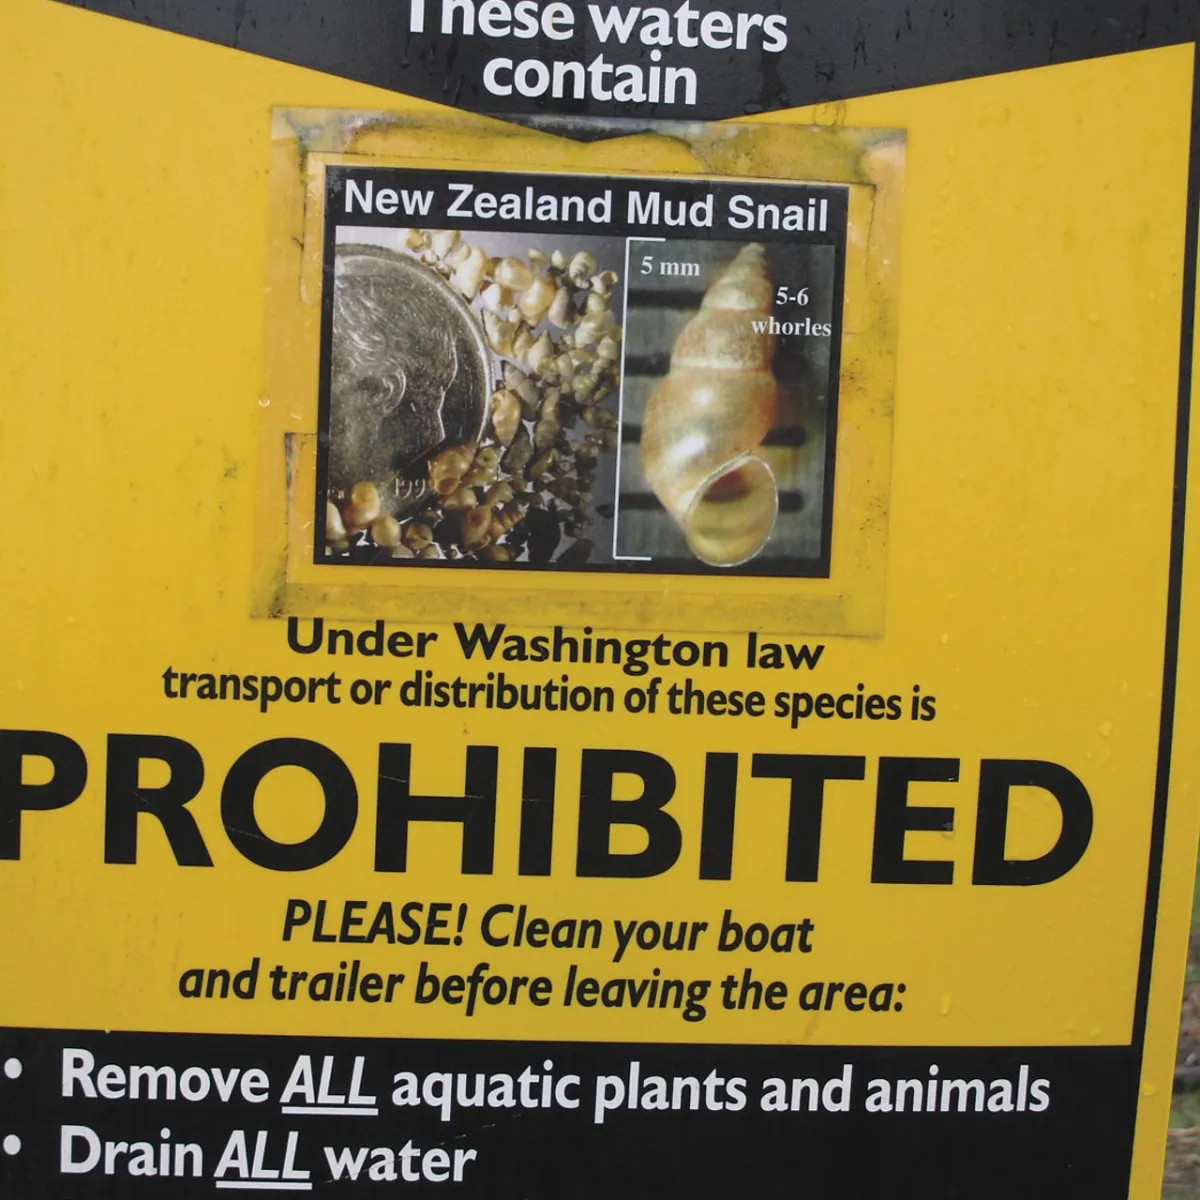 These waters
contain
New Zealand Mud Snail
5 mm
5-6
whorles
199
Under Washington law
transport or distribution of these species is
PROHIBITED
PLEASE! Clean your boat
and trailer before leaving the area:
• Remove ALL aquatic plants and animals
• Drain ALL water